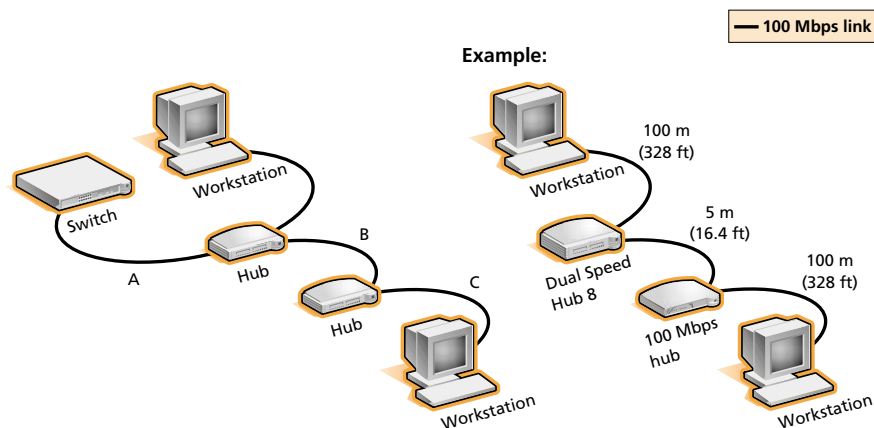 100 Mbps link
Example:
Workstation
Switch
A
Hub
B
Hub
C
Workstation
100 m
(328 ft)
Workstation
5 m
(16.4 ft)
Dual Speed
Hub 8
100 m
(328 ft)
100 Mbps
hub
Workstation